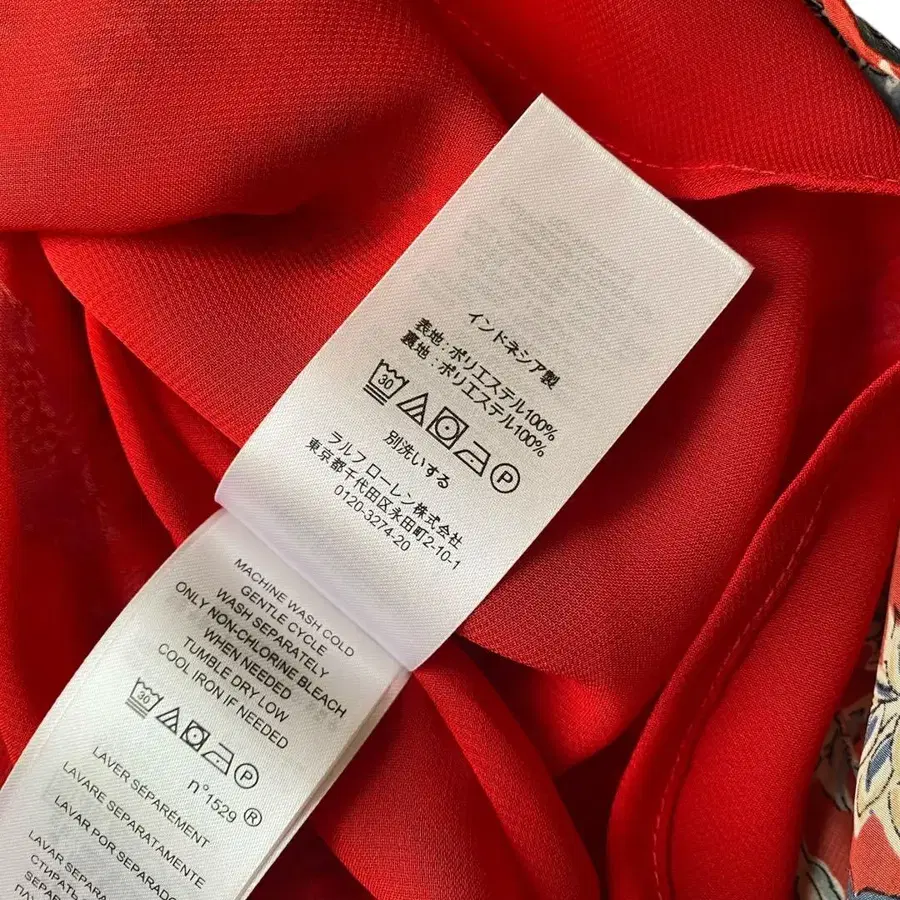 インドネシア製
表地:ポリエステル100%
裏地:ポリエステル100%
30 P
別洗いする
ラルフ ローレン株式会社
東京都千代田区永田町2-10-1
0120-3274-20
MACHINE WASH COLD
GENTLE CYCLE
WASH SEPARATELY
ONLY NON-CHLORINE BLEACH
WHEN NEEDED
TUMBLE DRY LOW
COOL IRON IF NEEDED
30 P
n°1529 ®
LAVER SÉPARÉMENT
LAVARE SEPARATAMENTE
LAVAR POR SEPARADO
LAVAR SEPARA
СТИРАТЬ